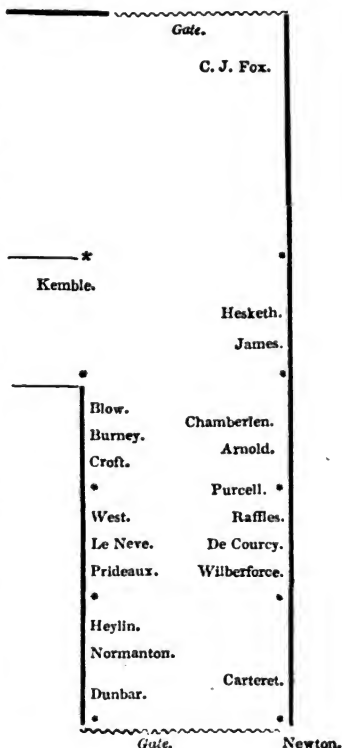 Gate.
C. J. Fox.
Kemble.
Hesketh.
James.
Blow.
Chamberlen.
Burney.
Arnold.
Croft.
Purcell.
West.
Raffles.
Le Neve.
De Courcy.
Prideaux.
Wilberforce.
Heylin.
Normanton.
Carteret.
Dunbar.
Gate.
Newton.